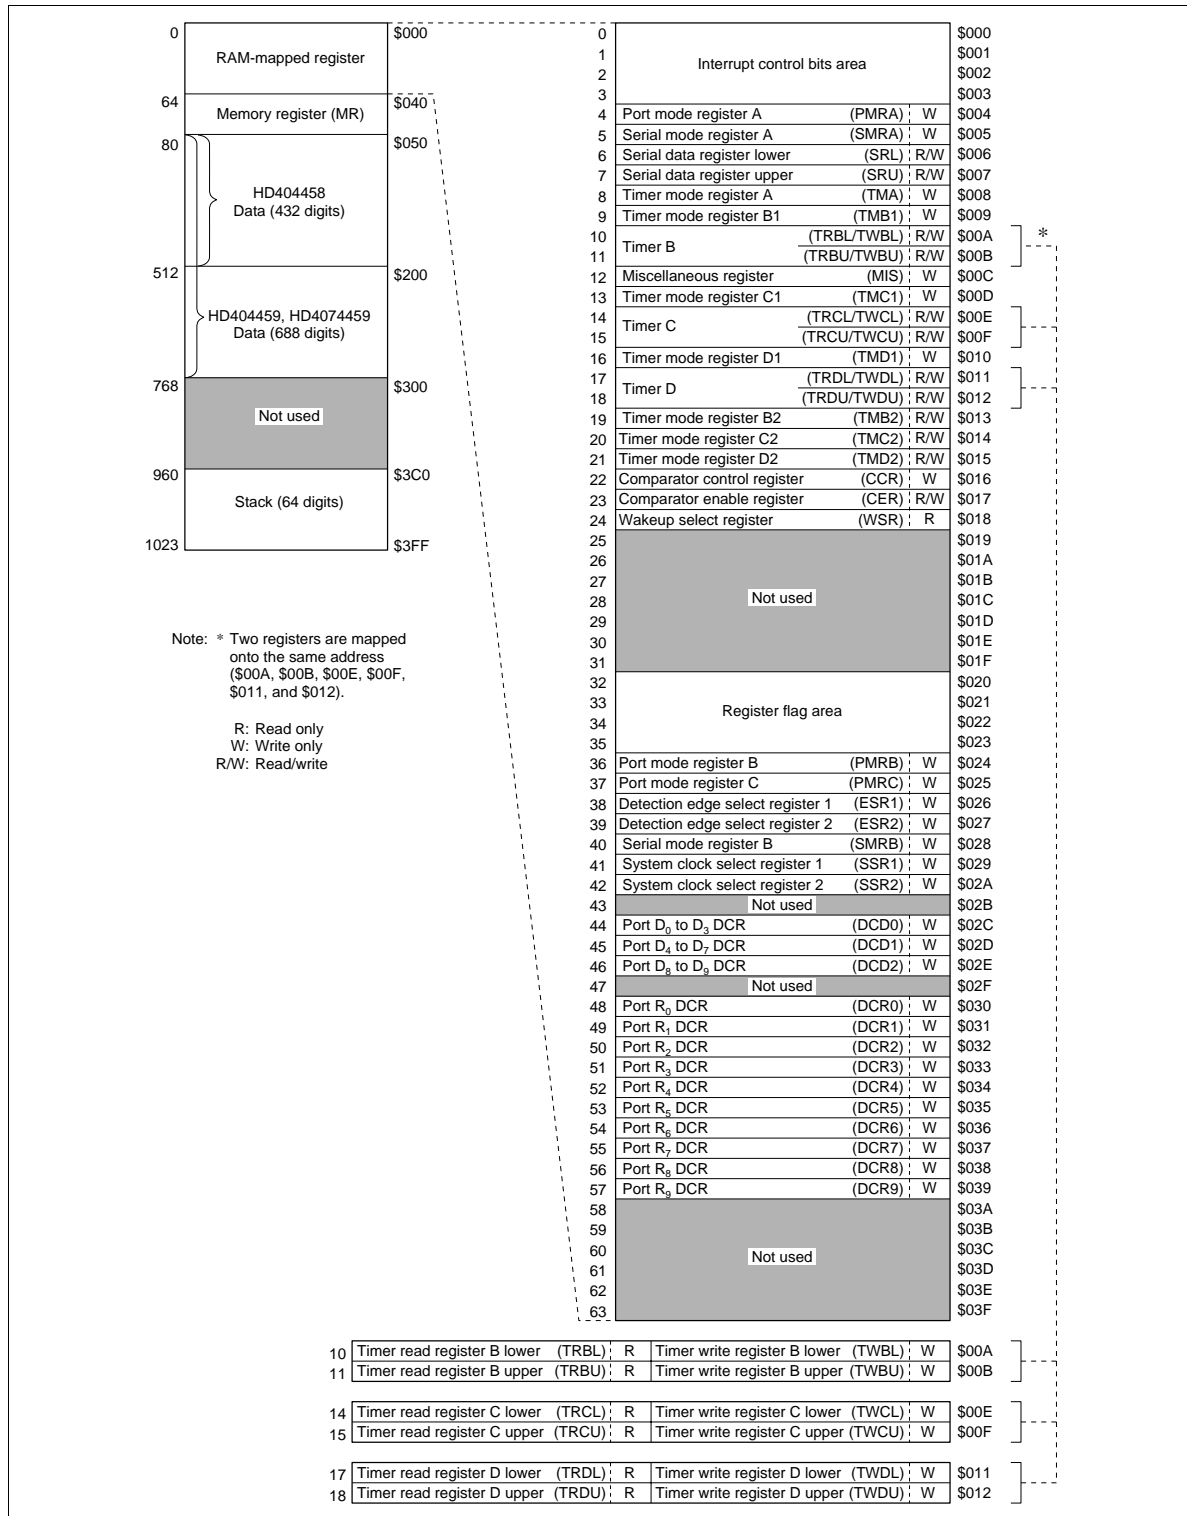 0 $000
RAM-mapped register
64 $040
Memory register (MR)
80 $050
HD404458
Data (432 digits)
512 $200
HD404459, HD4074459
Data (688 digits)
768 $300
Not used
960 $3C0
Stack (64 digits)
1023 $3FF
Note: * Two registers are mapped
onto the same address
($00A, $00B, $00E, $00F,
$011, and $012).
R: Read only
W: Write only
R/W: Read/write
0 $000
1 $001
Interrupt control bits area
2 $002
3 $003
4 Port mode register A (PMRA) W $004
5 Serial mode register A (SMRA) W $005
6 Serial data register lower (SRL) R/W $006
7 Serial data register upper (SRU) R/W $007
8 Timer mode register A (TMA) W $008
9 Timer mode register B1 (TMB1) W $009
10 (TRBL/TWBL) R/W $00A *
Timer B
11 (TRBU/TWBU) R/W $00B
12 Miscellaneous register (MIS) W $00C
13 Timer mode register C1 (TMC1) W $00D
14 (TRCL/TWCL) R/W $00E
Timer C
15 (TRCU/TWCU) R/W $00F
16 Timer mode register D1 (TMD1) W $010
17 (TRDL/TWDL) R/W $011
Timer D
18 (TRDU/TWDU) R/W $012
19 Timer mode register B2 (TMB2) R/W $013
20 Timer mode register C2 (TMC2) R/W $014
21 Timer mode register D2 (TMD2) R/W $015
22 Comparator control register (CCR) W $016
23 Comparator enable register (CER) R/W $017
24 Wakeup select register (WSR) R $018
25 $019
26 $01A
27 $01B
28 Not used $01C
29 $01D
30 $01E
31 $01F
32 $020
33 $021
Register flag area
34 $022
35 $023
36 Port mode register B (PMRB) W $024
37 Port mode register C (PMRC) W $025
38 Detection edge select register 1 (ESR1) W $026
39 Detection edge select register 2 (ESR2) W $027
40 Serial mode register B (SMRB) W $028
41 System clock select register 1 (SSR1) W $029
42 System clock select register 2 (SSR2) W $02A
43 Not used $02B
44 Port D0 to D3 DCR (DCD0) W $02C
45 Port D4 to D7 DCR (DCD1) W $02D
46 Port D8 to D9 DCR (DCD2) W $02E
47 Not used $02F
48 Port R0 DCR (DCR0) W $030
49 Port R1 DCR (DCR1) W $031
50 Port R2 DCR (DCR2) W $032
51 Port R3 DCR (DCR3) W $033
52 Port R4 DCR (DCR4) W $034
53 Port R5 DCR (DCR5) W $035
54 Port R6 DCR (DCR6) W $036
55 Port R7 DCR (DCR7) W $037
56 Port R8 DCR (DCR8) W $038
57 Port R9 DCR (DCR9) W $039
58 $03A
59 $03B
60 $03C
Not used
61 $03D
62 $03E
63 $03F
10 Timer read register B lower (TRBL) R Timer write register B lower (TWBL) W $00A
11 Timer read register B upper (TRBU) R Timer write register B upper (TWBU) W $00B
14 Timer read register C lower (TRCL) R Timer write register C lower (TWCL) W $00E
15 Timer read register C upper (TRCU) R Timer write register C upper (TWCU) W $00F
17 Timer read register D lower (TRDL) R Timer write register D lower (TWDL) W $011
18 Timer read register D upper (TRDU) R Timer write register D upper (TWDU) W $012